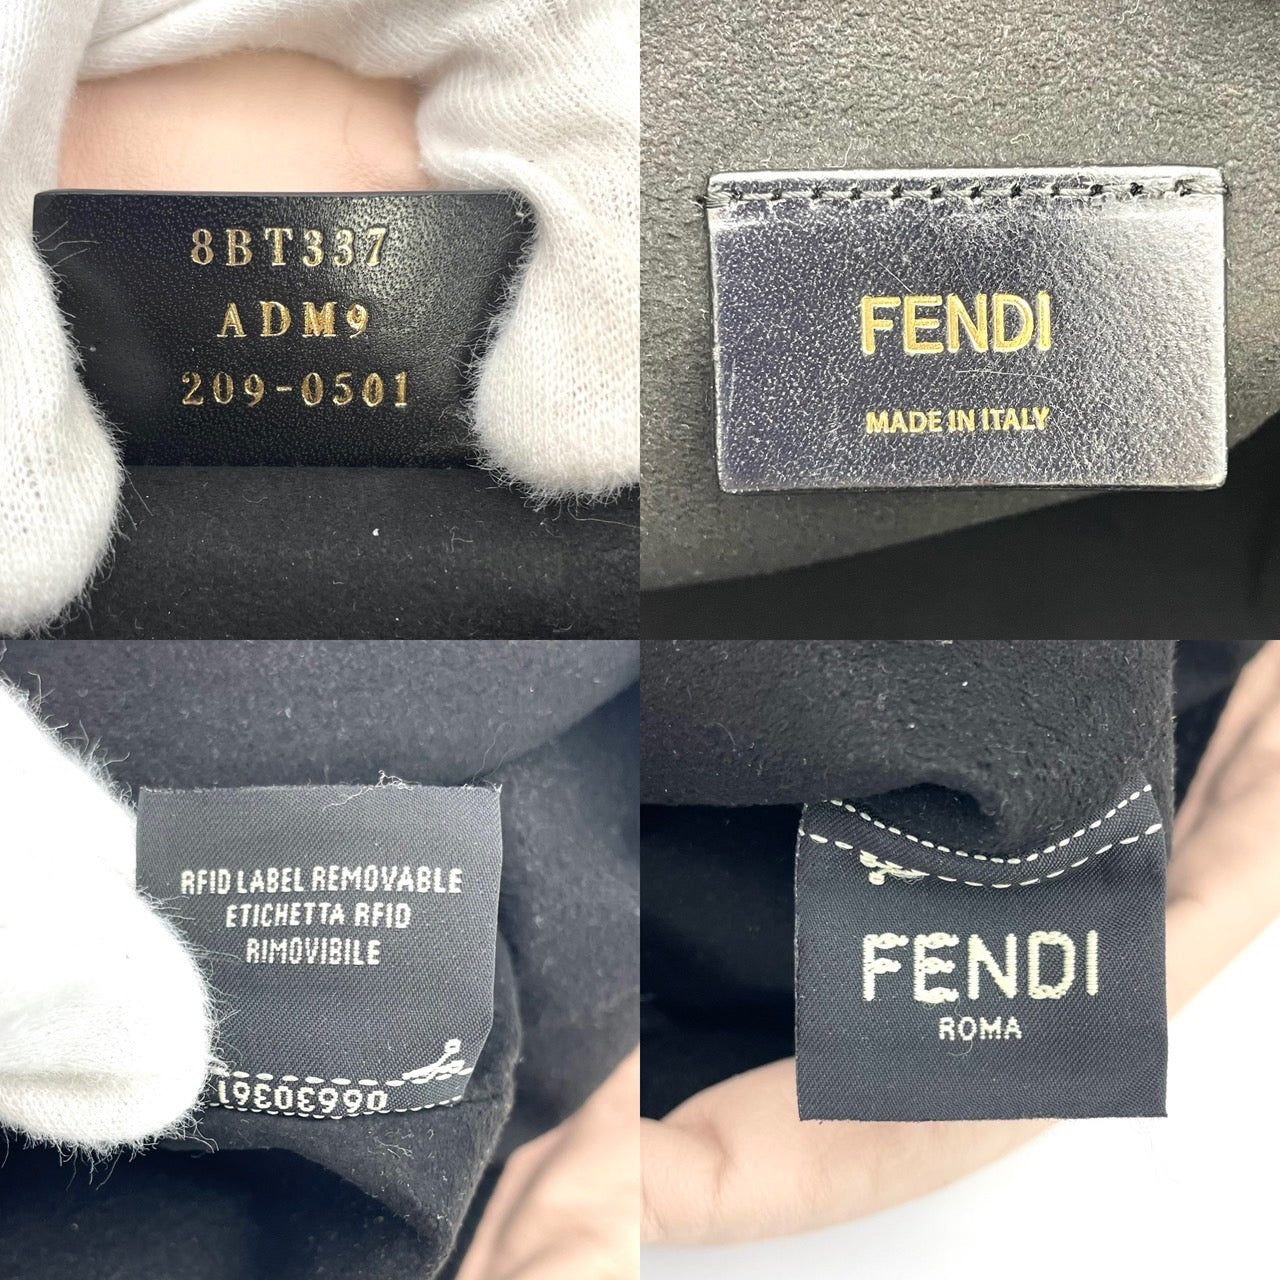 8BT337
ADM9
209-0501
FENDI
MADE IN ITALY
RFID LABEL REMOVABLE
ETICHETTA RFID
RIMOVIBILE
FENDI
ROMA